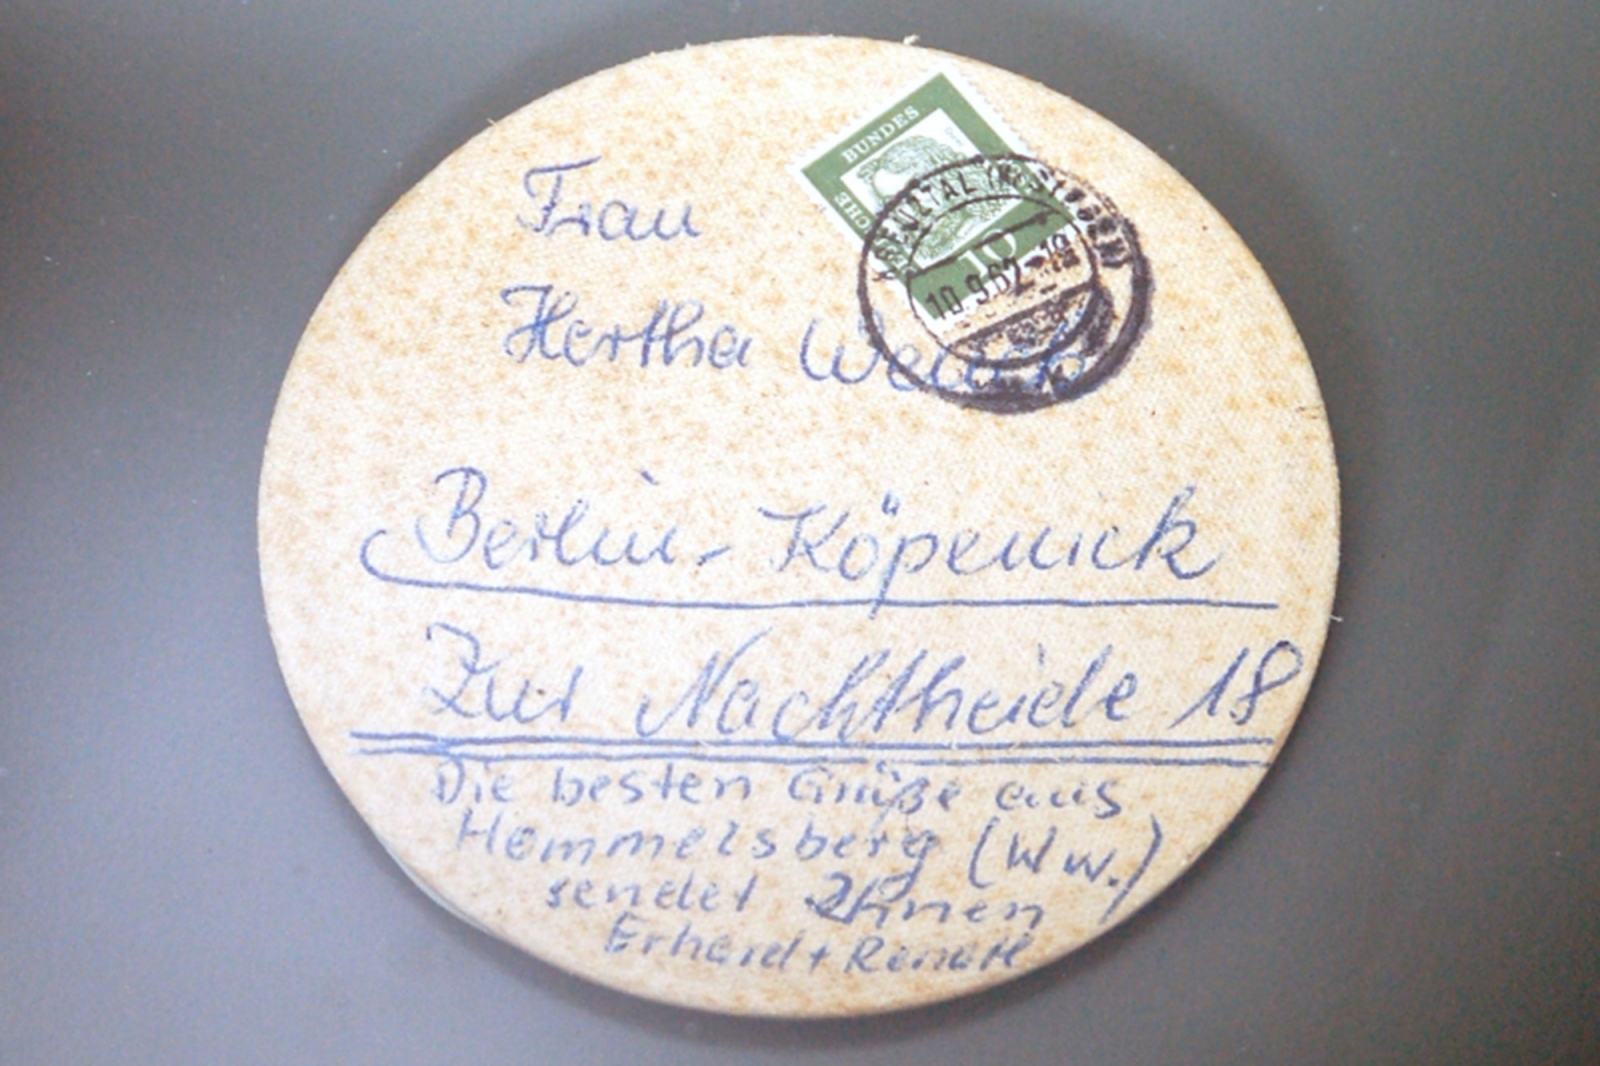 BUNDES
10
10.9.62-18
Frau
Hertha
Berlin-Köpenick
Zur Nachtheide 18
Die besten Grüße aus
Hemmelsberg (Ww.)
sendet Ihnen
Erhard + Renate